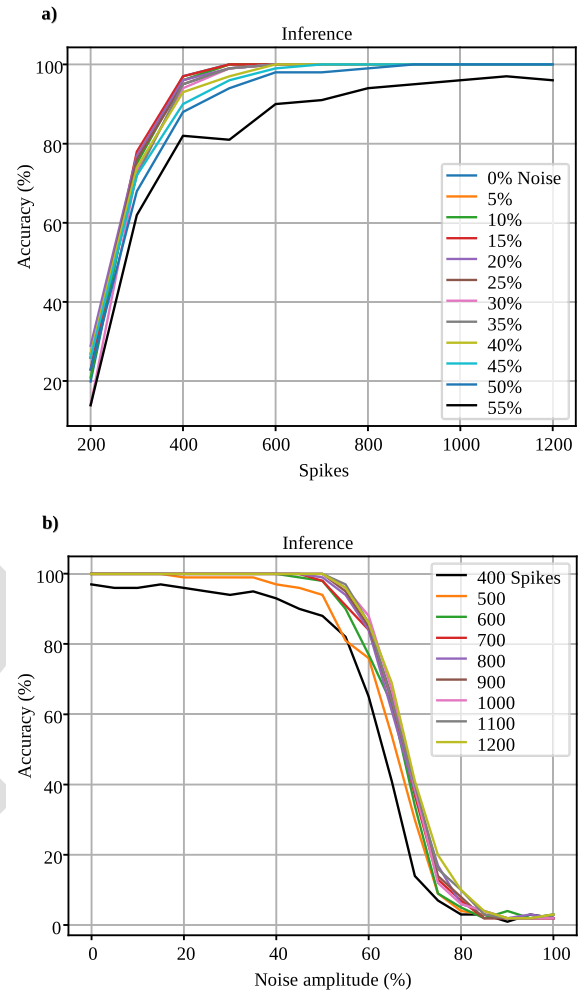 a)
Inference
100
80
60
40
20
Accuracy (%)
0% Noise
5%
10%
15%
20%
25%
30%
35%
40%
45%
50%
55%
200 400 600 800 1000 1200
Spikes
b)
Inference
100
80
60
40
20
0
Accuracy (%)
400 Spikes
500
600
700
800
900
1000
1100
1200
0 20 40 60 80 100
Noise amplitude (%)